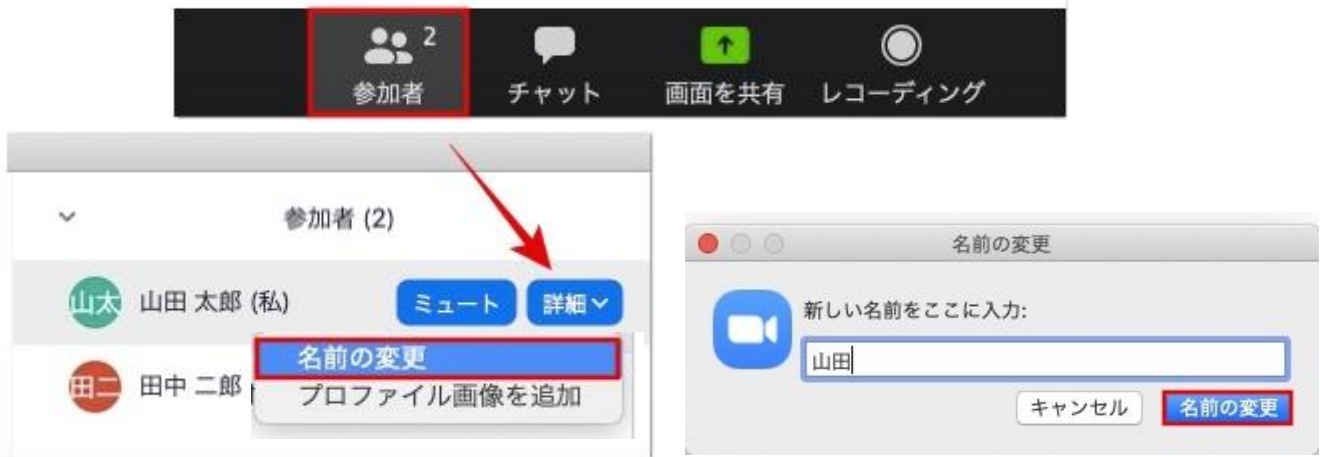 2
参加者
チャット
画面を共有
レコーディング
参加者 (2)
山太
山田 太郎 (私)
ミュート
詳細
名前の変更
田二
田中 二郎
プロファイル画像を追加
名前の変更
新しい名前をここに入力:
山田
キャンセル
名前の変更